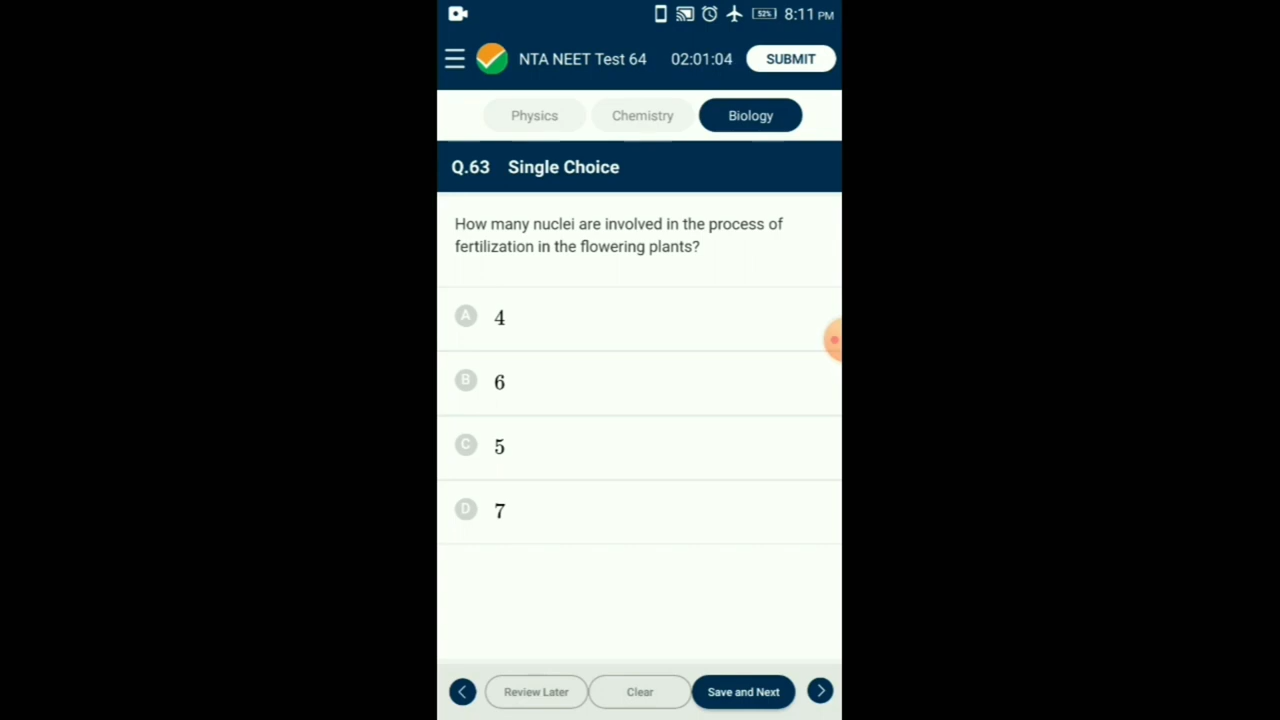 52% 8:11 PM
NTA NEET Test 64 02:01:04 SUBMIT
Physics Chemistry Biology
Q.63 Single Choice
How many nuclei are involved in the process of
fertilization in the flowering plants?
A 4
B 6
C 5
D 7
Review Later Clear Save and Next